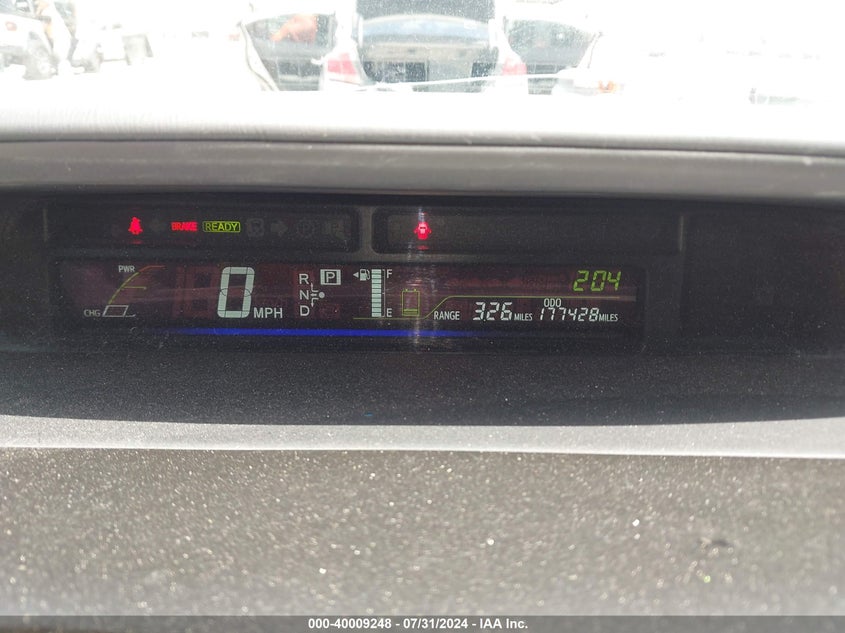 BRAKE READY
PWR
CHG
0 MPH
R P
N
D
F
E
204
RANGE 326 MILES
ODO
177428 MILES
000-40009248 - 07/31/2024 - IAA Inc.